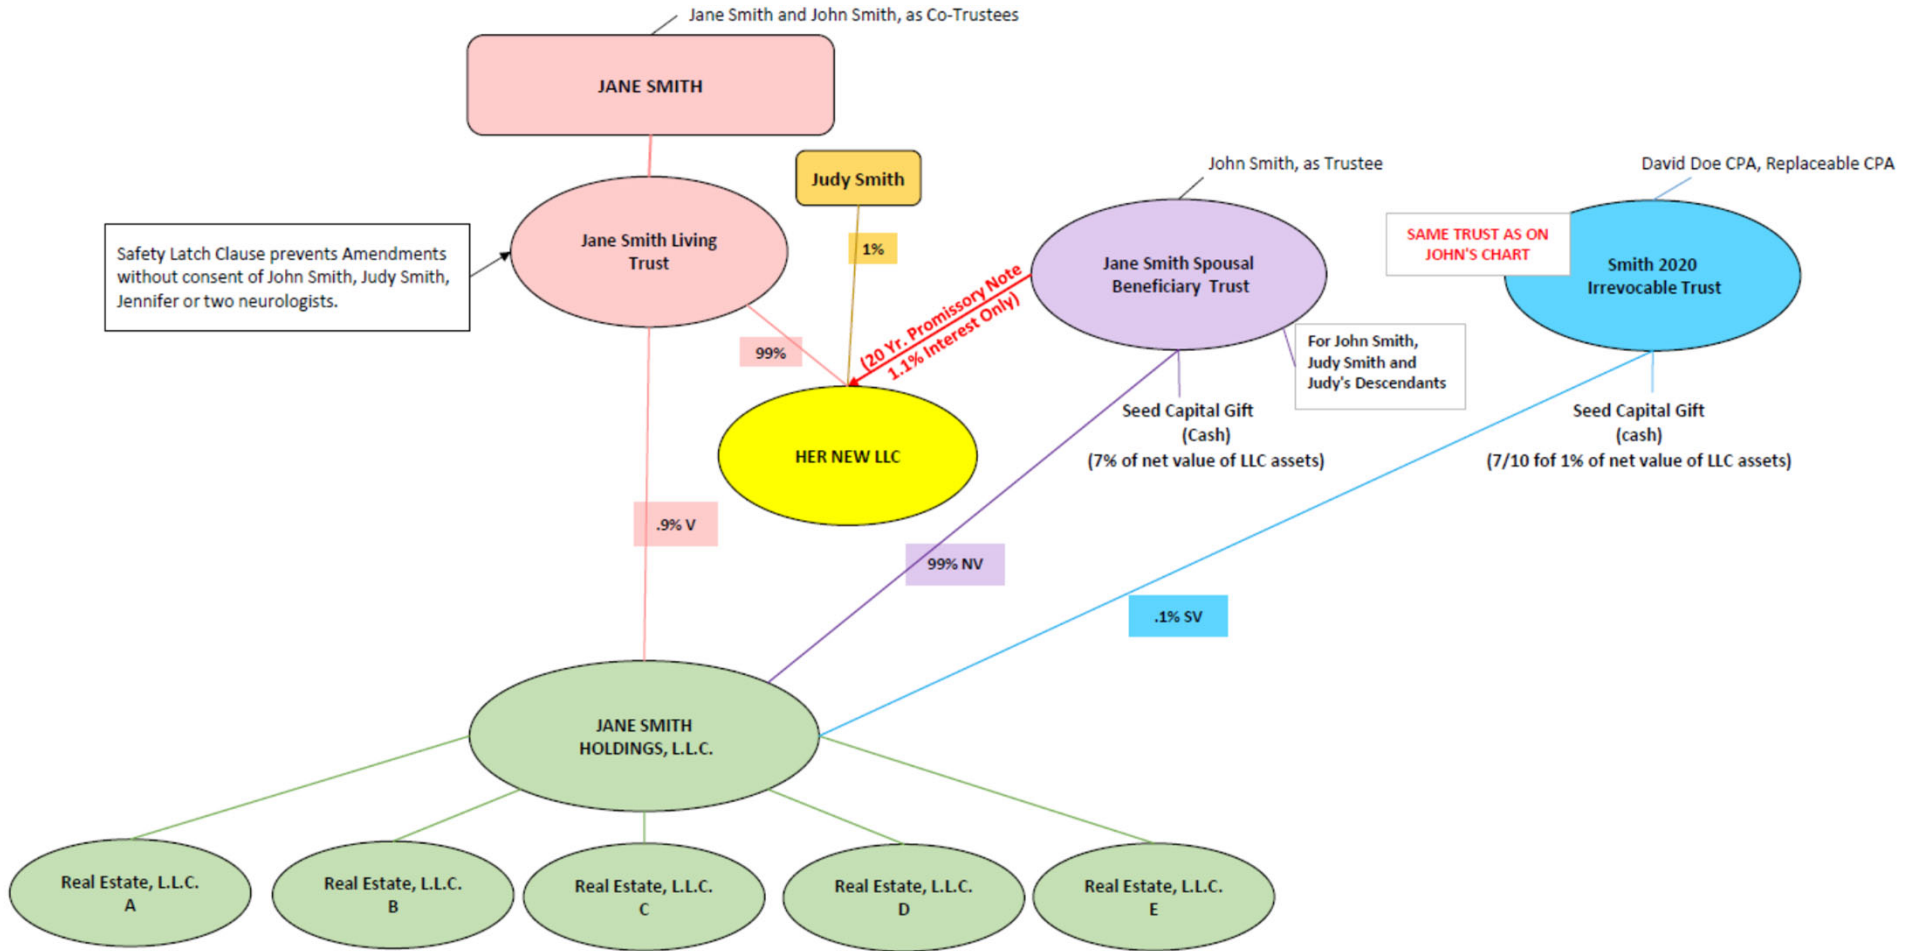 Jane Smith and John Smith, as Co-Trustees
JANE SMITH
Judy Smith
John Smith, as Trustee
David Doe CPA, Replaceable CPA
Safety Latch Clause prevents Amendments
without consent of John Smith, Judy Smith,
Jennifer or two neurologists.
Jane Smith Living
Trust
1%
99%
(20 Yr. Promissory Note
1.1% Interest Only)
Jane Smith Spousal
Beneficiary Trust
SAME TRUST AS ON
JOHN'S CHART
Smith 2020
Irrevocable Trust
For John Smith,
Judy Smith and
Judy's Descendants
HER NEW LLC
Seed Capital Gift
(Cash)
(7% of net value of LLC assets)
Seed Capital Gift
(cash)
(7/10 fof 1% of net value of LLC assets)
.9% V
99% NV
.1% SV
JANE SMITH
HOLDINGS, L.L.C.
Real Estate, L.L.C.
A
Real Estate, L.L.C.
B
Real Estate, L.L.C.
C
Real Estate, L.L.C.
D
Real Estate, L.L.C.
E